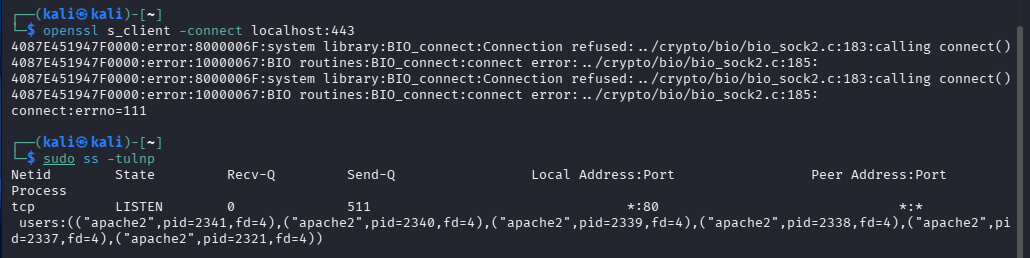 ┌──(kali㉿kali)-[~]
└─$ openssl s_client -connect localhost:443
4087E451947F0000:error:8000006F:system library:BIO_connect:Connection refused:../crypto/bio/bio_sock2.c:183:calling connect()
4087E451947F0000:error:10000067:BIO routines:BIO_connect:connect error:../crypto/bio/bio_sock2.c:185:
4087E451947F0000:error:8000006F:system library:BIO_connect:Connection refused:../crypto/bio/bio_sock2.c:183:calling connect()
4087E451947F0000:error:10000067:BIO routines:BIO_connect:connect error:../crypto/bio/bio_sock2.c:185:
connect:errno=111
┌──(kali㉿kali)-[~]
└─$ sudo ss -tulnp
Netid State Recv-Q Send-Q Local Address:Port Peer Address:Port
Process
tcp LISTEN 0 511 *:80 *:*
users:(("apache2",pid=2341,fd=4),("apache2",pid=2340,fd=4),("apache2",pid=2339,fd=4),("apache2",pid=2338,fd=4),("apache2",pi
d=2337,fd=4),("apache2",pid=2321,fd=4))